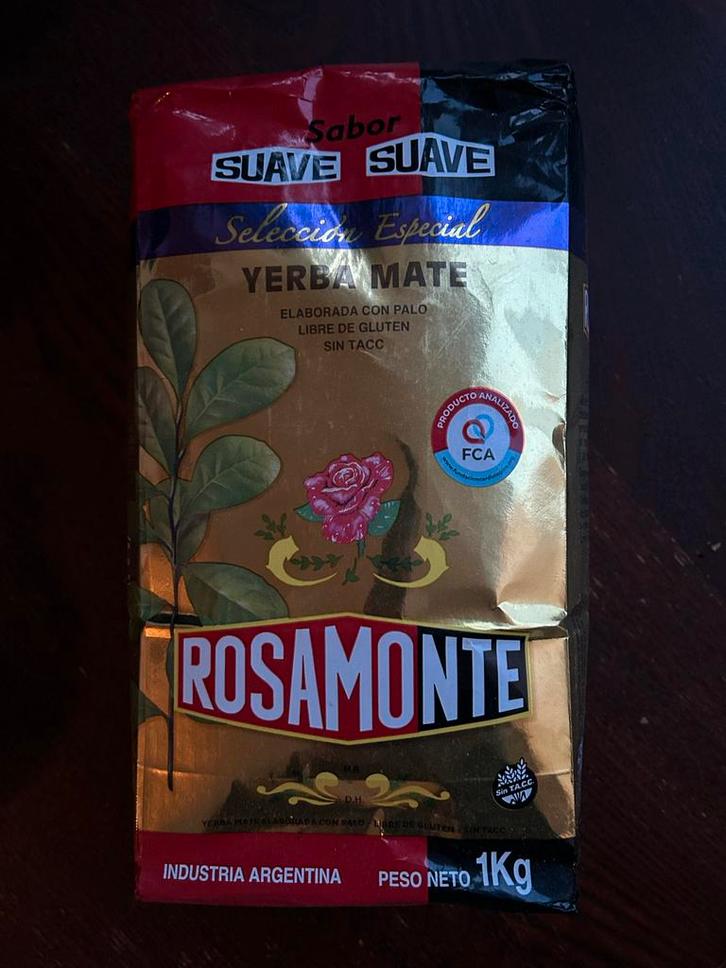 Sabor
SUAVE SUAVE
Selección Especial
YERBA MATE
ELABORADA CON PALO
LIBRE DE GLUTEN
SIN TACC
PRODUCTO ANALIZADO
FCA
ROSAMONTE
D.H
Sin T.A.C.C.
YERBA MATE ELABORADA CON PALO - LIBRE DE GLUTEN - SIN TACC
INDUSTRIA ARGENTINA PESO NETO 1Kg